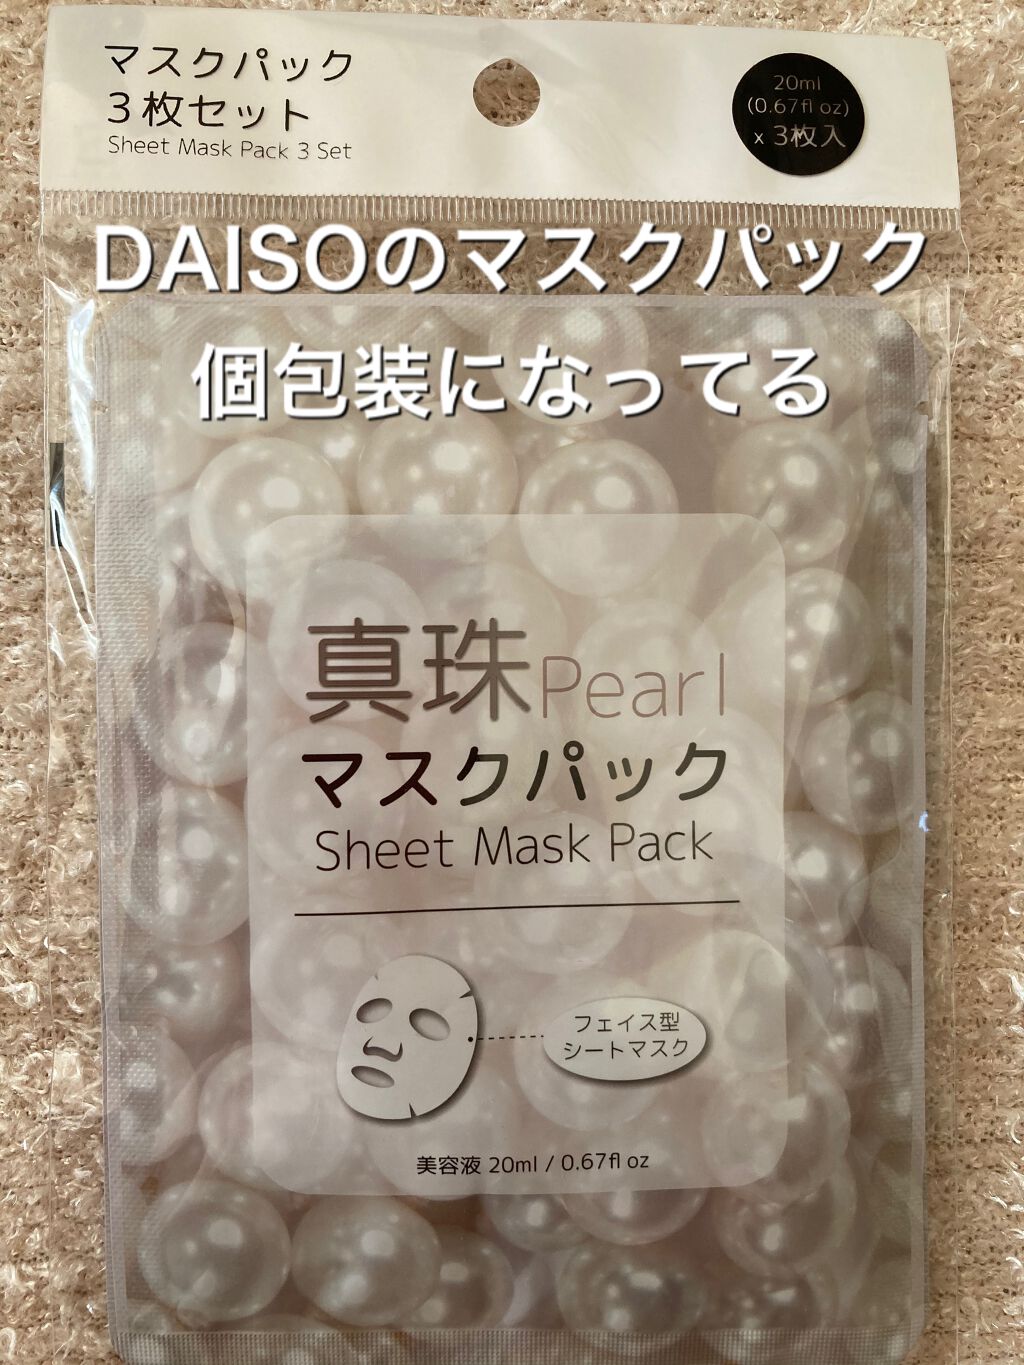 マスクパック
3枚セット
Sheet Mask Pack 3 Set
20ml
(0.67fl oz)
x 3枚入
DAISOのマスクパック
個包装になってる
真珠Pearl
マスクパック
Sheet Mask Pack
フェイス型
シートマスク
美容液 20ml / 0.67fl oz